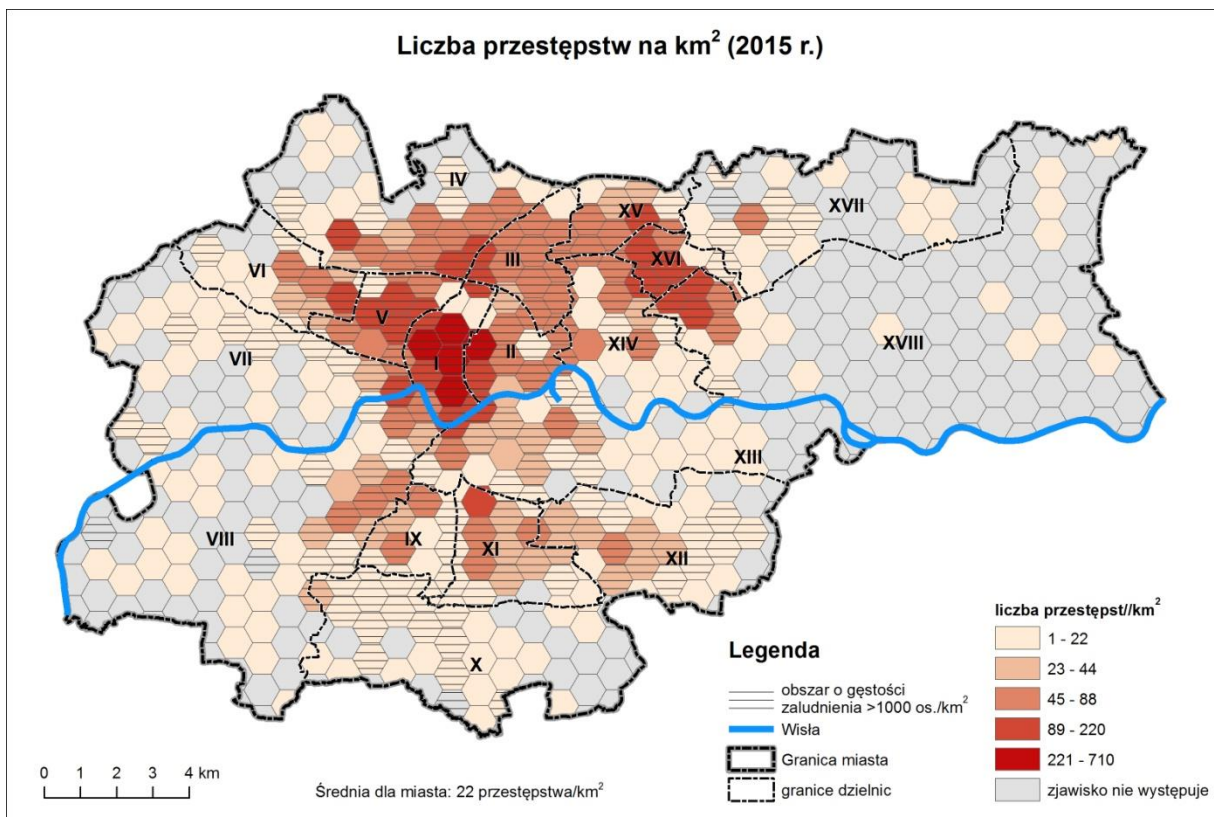 Liczba przestępstw na km² (2015 r.)
IV
XV
XVII
III
XVI
VI
V
II
XIV
XVIII
I
VII
XIII
VIII
IX
XI
XII
X
Legenda
obszar o gęstości
zaludnienia >1000 os./km²
Wisła
Granica miasta
granice dzielnic
liczba przestępst//km²
1 - 22
23 - 44
45 - 88
89 - 220
221 - 710
zjawisko nie występuje
0 1 2 3 4 km
Średnia dla miasta: 22 przestępstwa/km²